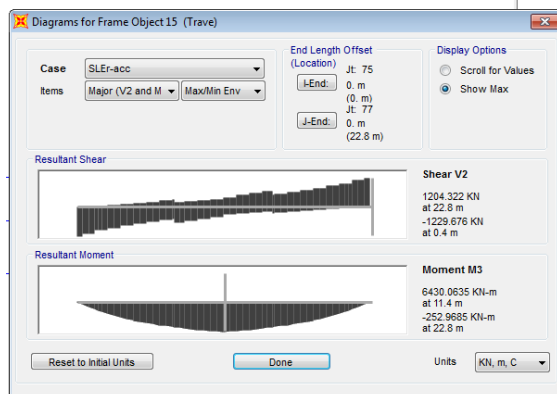 Diagrams for Frame Object 15 (Trave)
Case
SLEr-acc
Items
Major (V2 and M
Max/Min Env
End Length Offset
(Location)
I-End:
Jt: 75
0. m
(0. m)
J-End:
Jt: 77
0. m
(22.8 m)
Display Options
Scroll for Values
Show Max
Resultant Shear
Shear V2
1204.322 KN
at 22.8 m
-1229.676 KN
at 0.4 m
Resultant Moment
Moment M3
6430.0635 KN-m
at 11.4 m
-252.9685 KN-m
at 22.8 m
Reset to Initial Units
Done
Units
KN, m, C